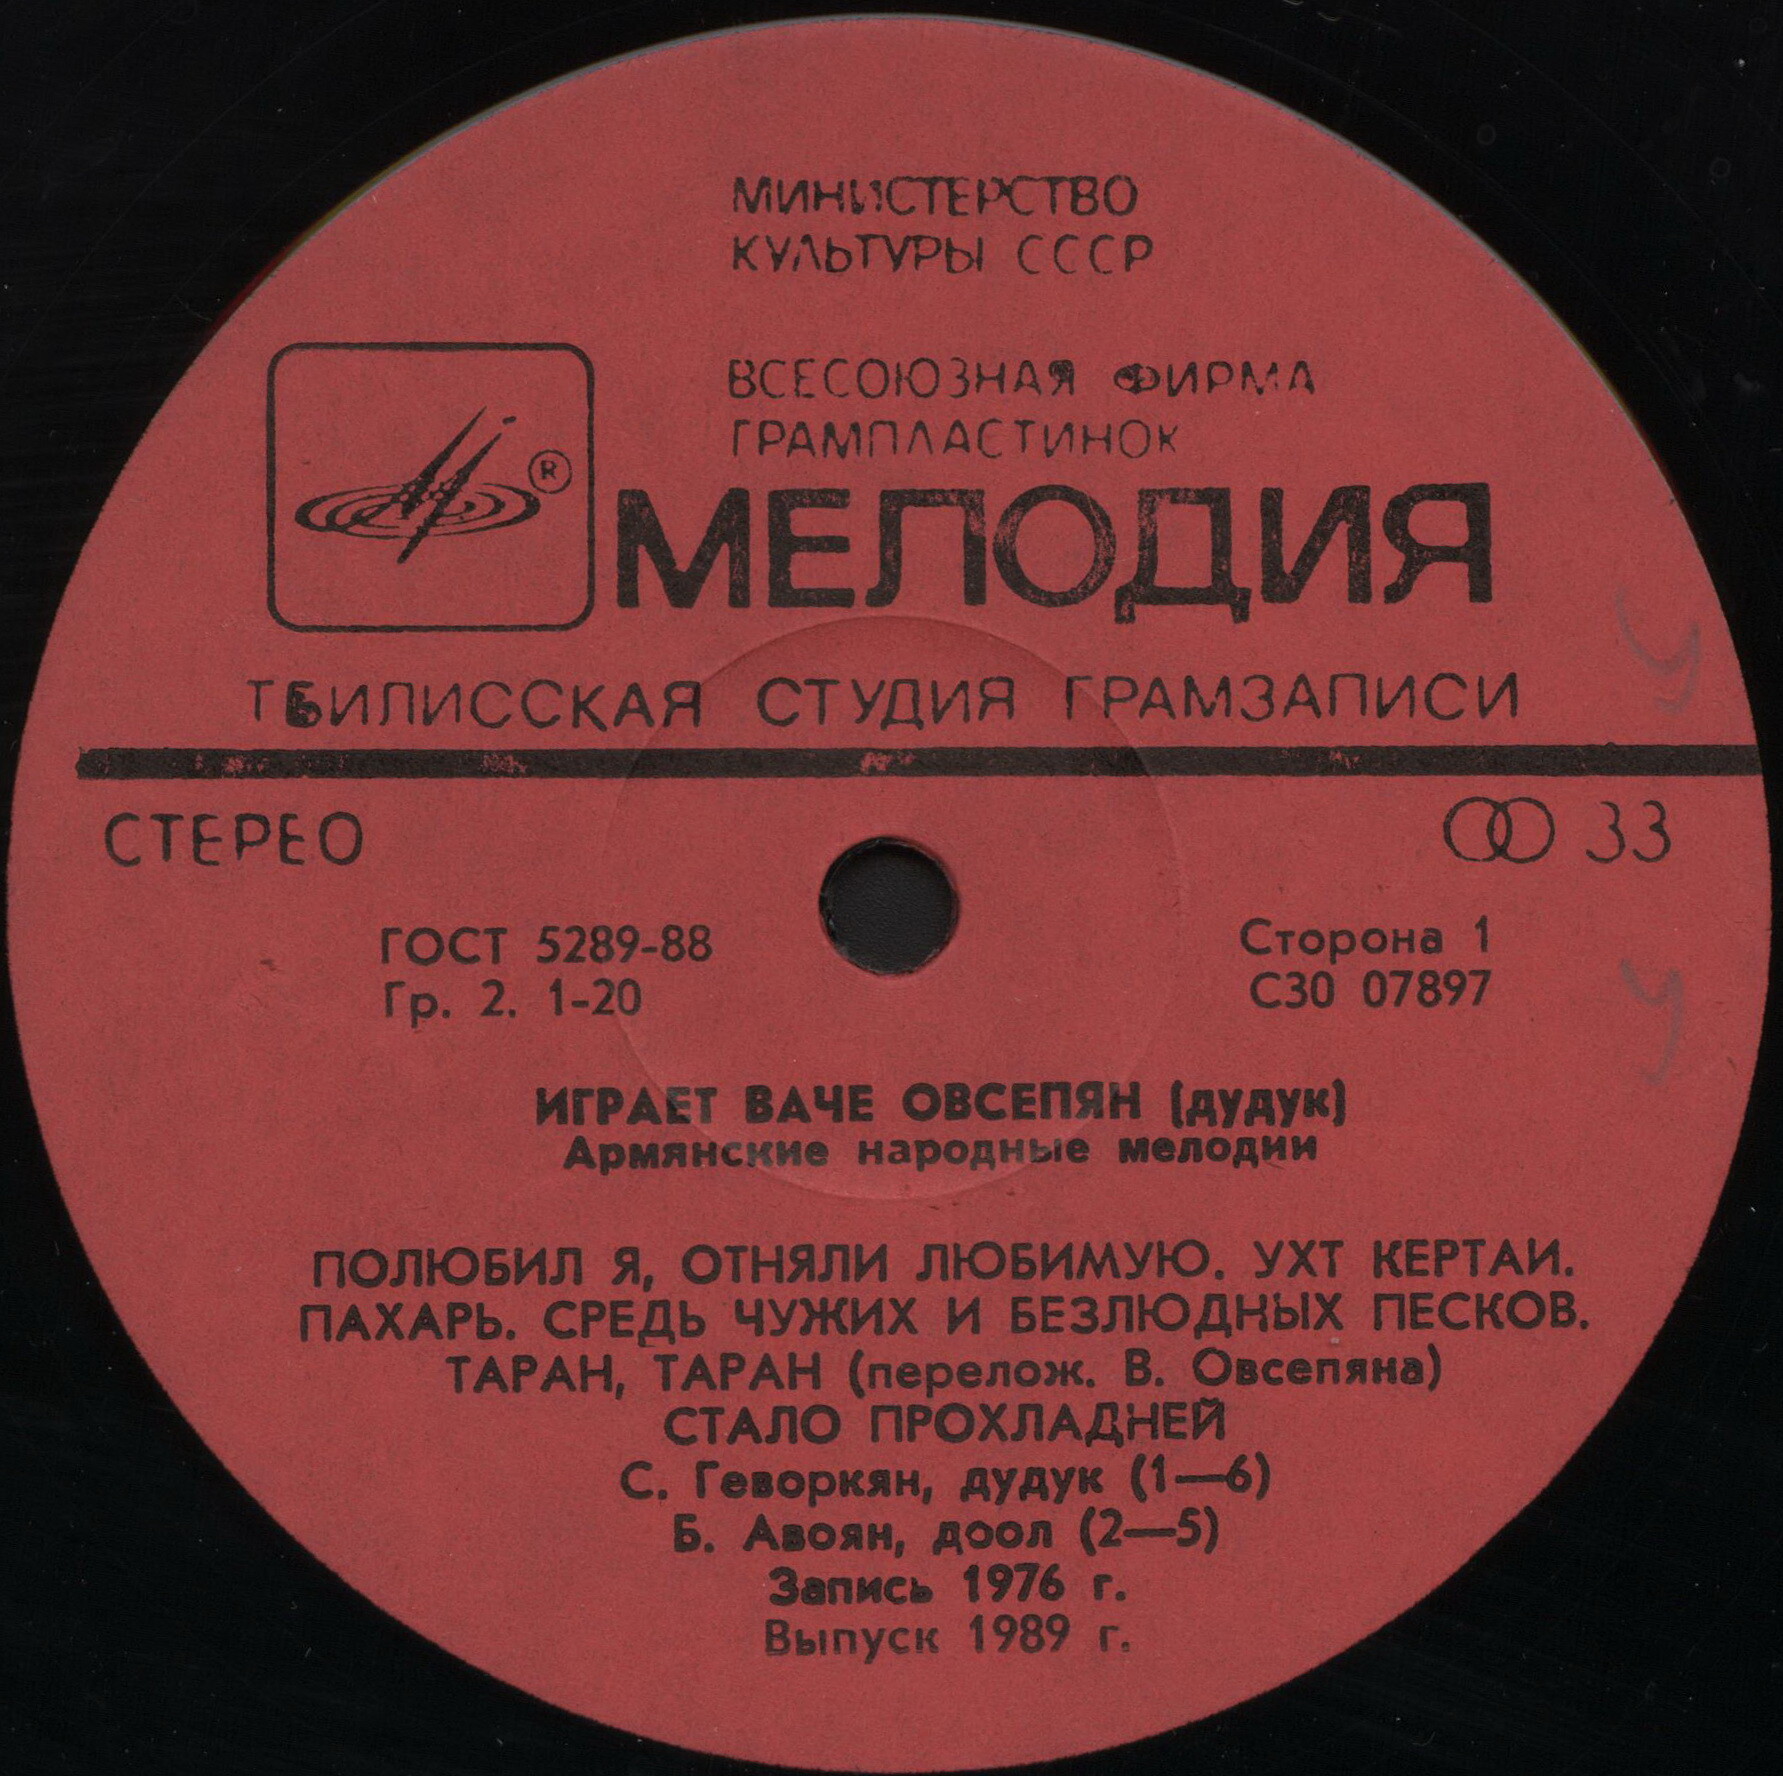 МИНИСТЕРСТВО
КУЛЬТУРЫ СССР
ВСЕСОЮЗНАЯ ФИРМА
ГРАМПЛАСТИНОК
®
МЕЛОДИЯ
ТБИЛИССКАЯ СТУДИЯ ГРАМЗАПИСИ
СТЕРЕО
33
ГОСТ 5289-88
Гр. 2. 1-20
Сторона 1
С30 07897
ИГРАЕТ ВАЧЕ ОВСЕПЯН (дудук)
Армянские народные мелодии
ПОЛЮБИЛ Я, ОТНЯЛИ ЛЮБИМУЮ. УХТ КЕРТАИ.
ПАХАРЬ. СРЕДЬ ЧУЖИХ И БЕЗЛЮДНЫХ ПЕСКОВ.
ТАРАН, ТАРАН (перелож. В. Овсепяна)
СТАЛО ПРОХЛАДНЕЙ
С. Геворкян, дудук (1—6)
Б. Авоян, доол (2—5)
Запись 1976 г.
Выпуск 1989 г.